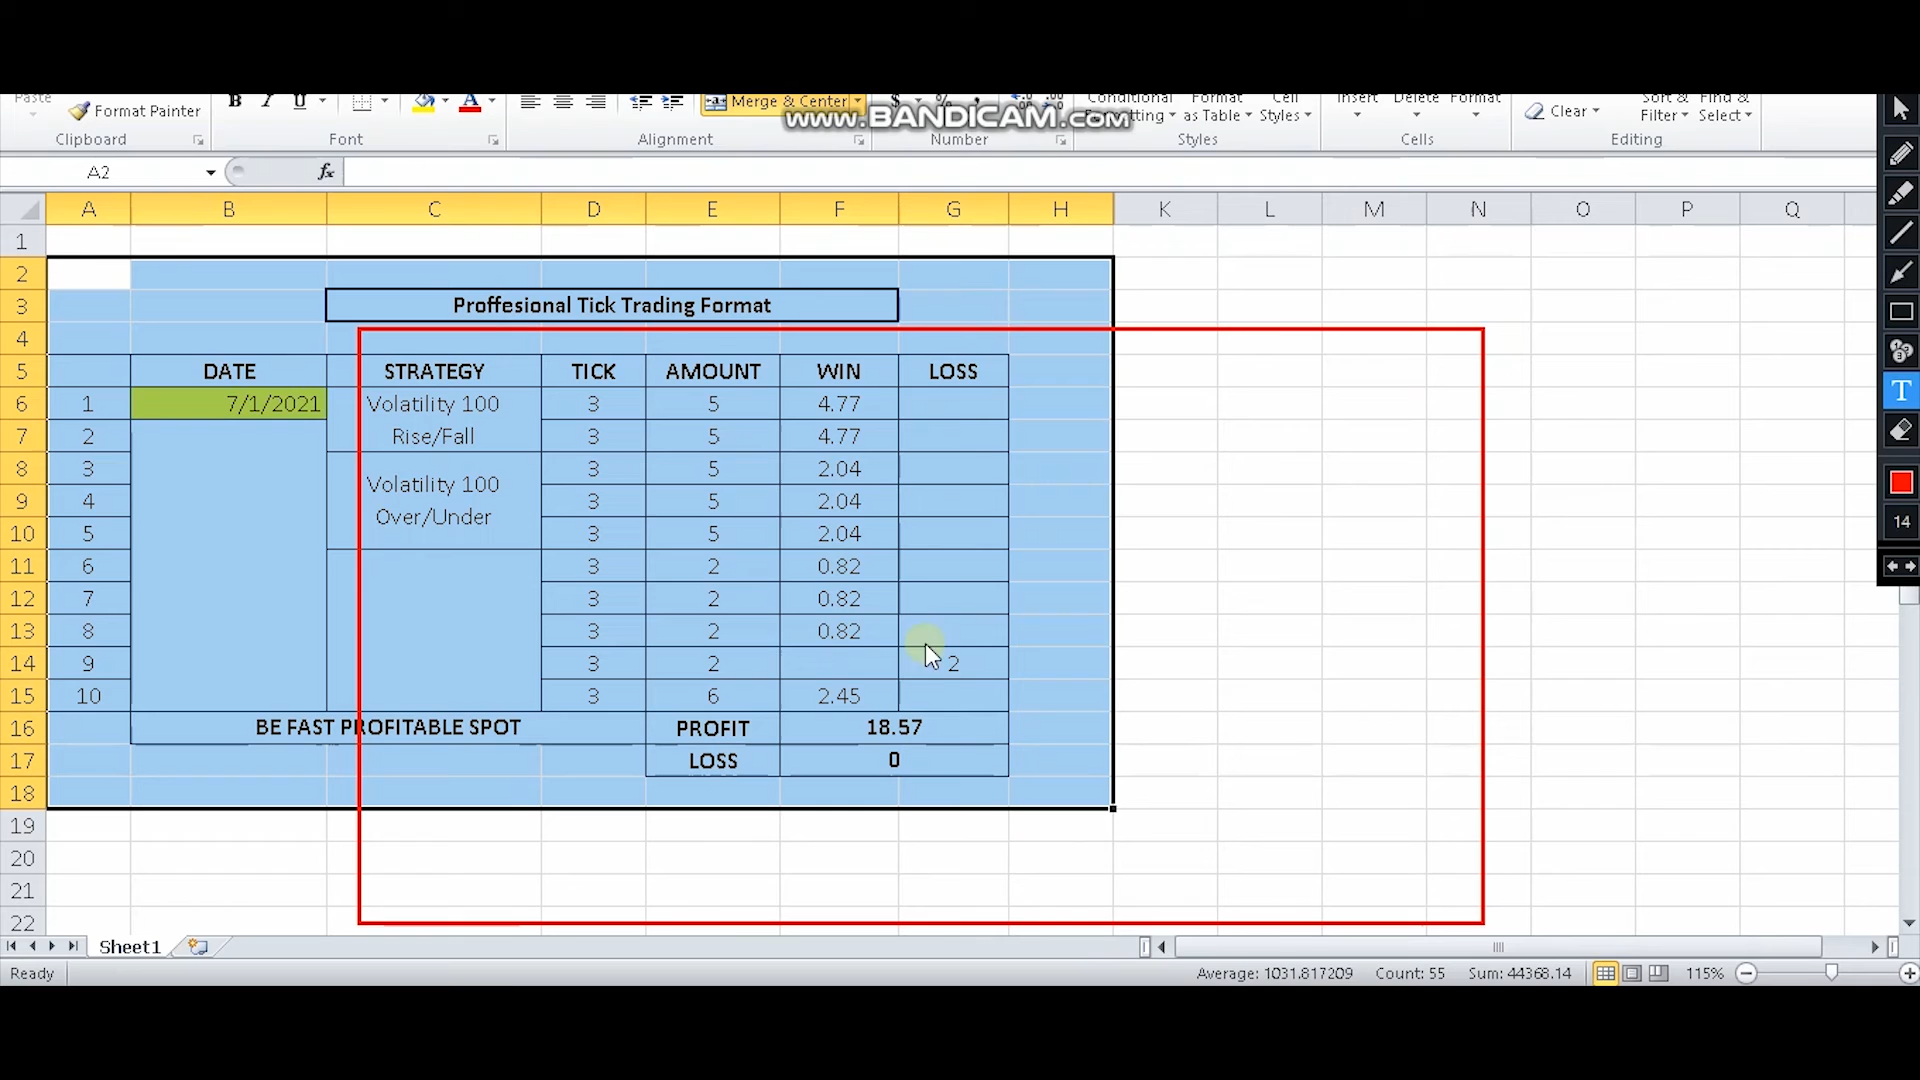 Paste Format Painter B I U A Merge & Center $ % , Conditional Format Cell Insert Delete Format Clear Sort & Find &
Formatting as Table Styles Filter Select
www.BANDICAM.com
Clipboard Font Alignment Number Styles Cells Editing
A2 fx
A B C D E F G H K L M N O P Q
1
2
3 Proffesional Tick Trading Format
4
5 DATE STRATEGY TICK AMOUNT WIN LOSS
6 1 7/1/2021 Volatility 100 3 5 4.77
7 2 Rise/Fall 3 5 4.77
8 3 Volatility 100 3 5 2.04
9 4 Over/Under 3 5 2.04
10 5 3 5 2.04
11 6 3 2 0.82
12 7 3 2 0.82
13 8 3 2 0.82
14 9 3 2 2
15 10 3 6 2.45
16 BE FAST PROFITABLE SPOT PROFIT 18.57
17 LOSS 0
18
19
20
21
22
T
14
Sheet1
Ready Average: 1031.817209 Count: 55 Sum: 44368.14 115%